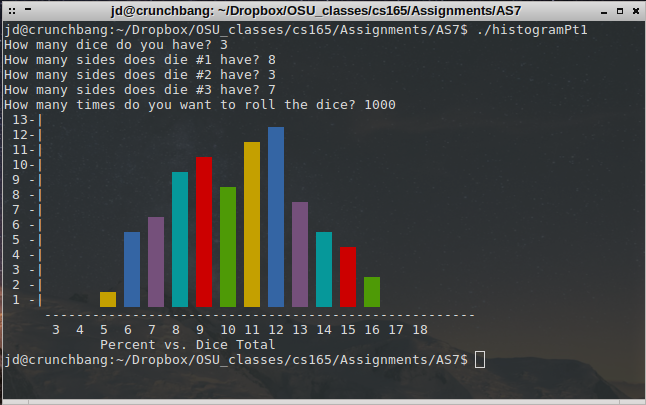 jd@crunchbang: ~/Dropbox/OSU_classes/cs165/Assignments/AS7
jd@crunchbang:~/Dropbox/OSU_classes/cs165/Assignments/AS7$ ./histogramPt1
How many dice do you have? 3
How many sides does die #1 have? 8
How many sides does die #2 have? 3
How many sides does die #3 have? 7
How many times do you want to roll the dice? 1000
13-|
12-|
11-|
10-|
9 -|
8 -|
7 -|
6 -|
5 -|
4 -|
3 -|
2 -|
1 -|
------------------------------------------------------
3 4 5 6 7 8 9 10 11 12 13 14 15 16 17 18
Percent vs. Dice Total
jd@crunchbang:~/Dropbox/OSU_classes/cs165/Assignments/AS7$